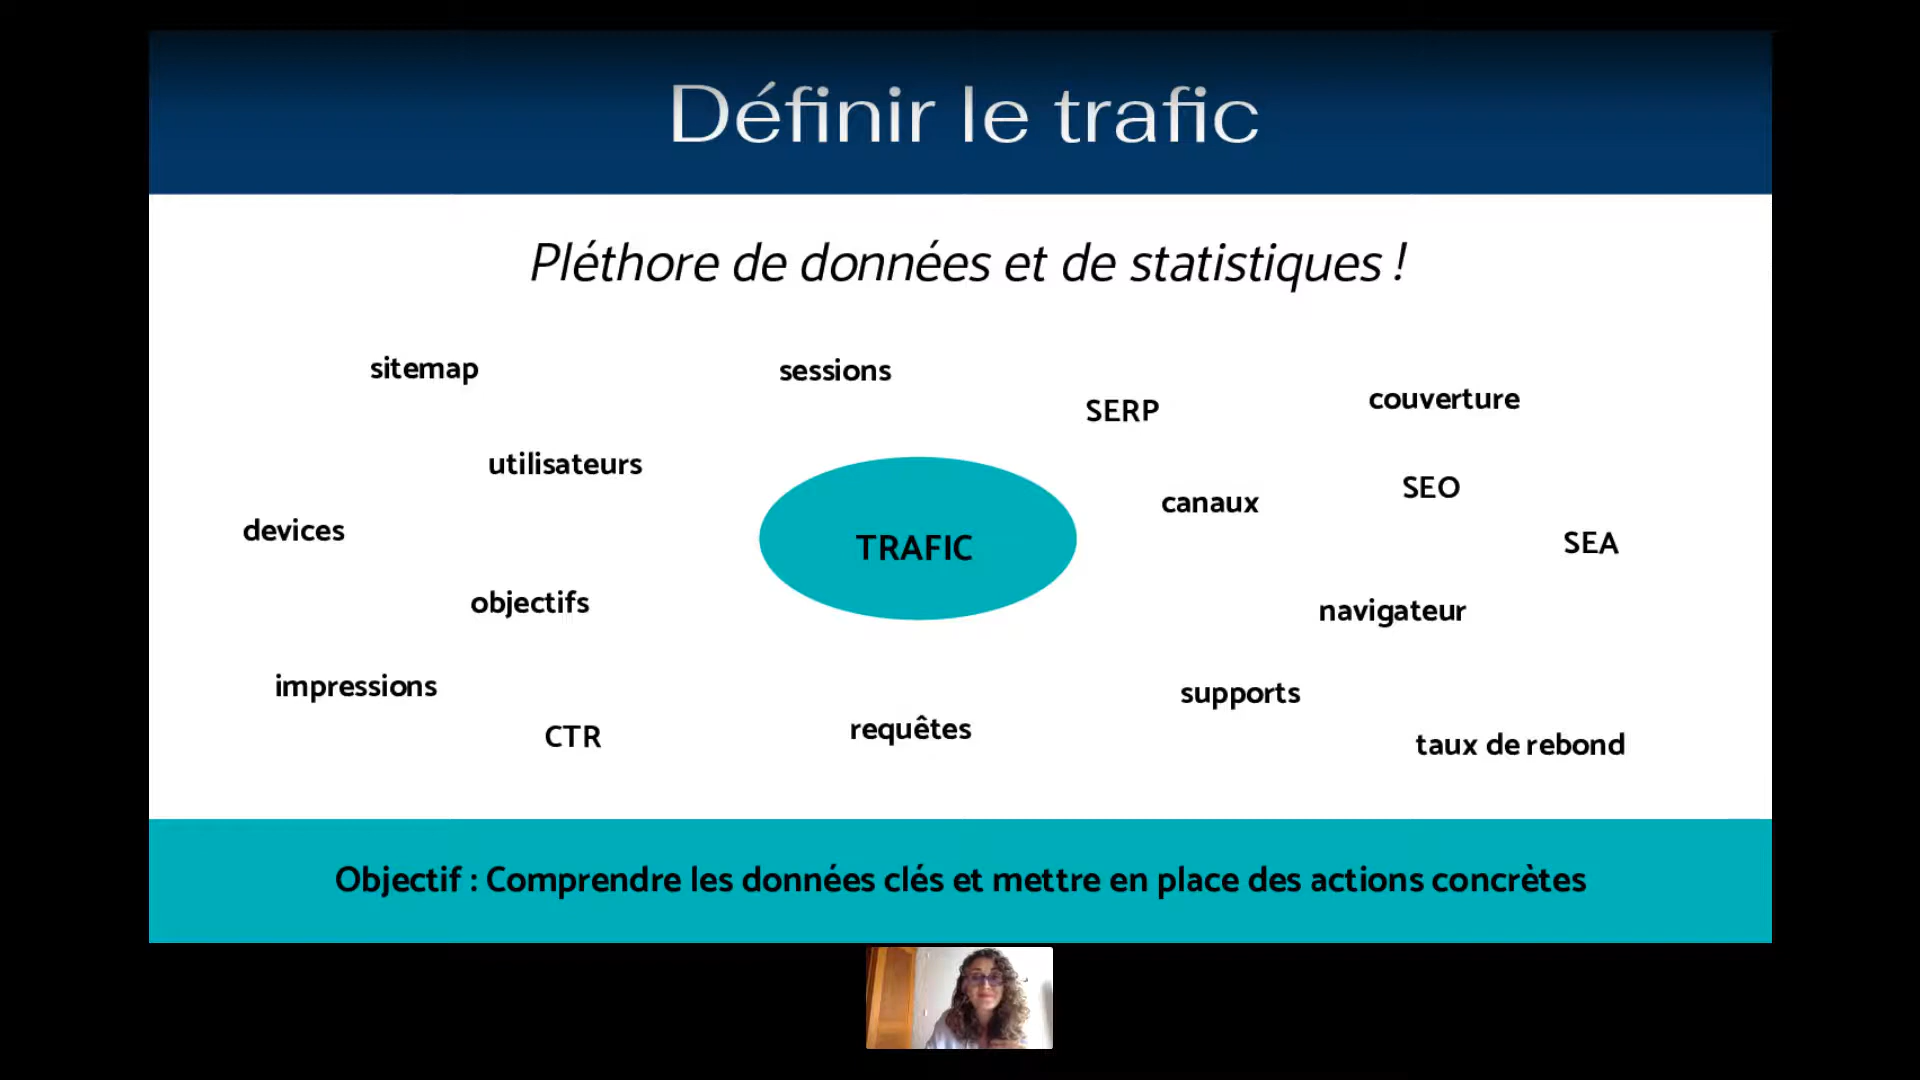 Définir le trafic
Pléthore de données et de statistiques !
sitemap
sessions
SERP
couverture
utilisateurs
canaux
SEO
devices
TRAFIC
SEA
objectifs
navigateur
impressions
supports
CTR
requêtes
taux de rebond
Objectif : Comprendre les données clés et mettre en place des actions concrètes